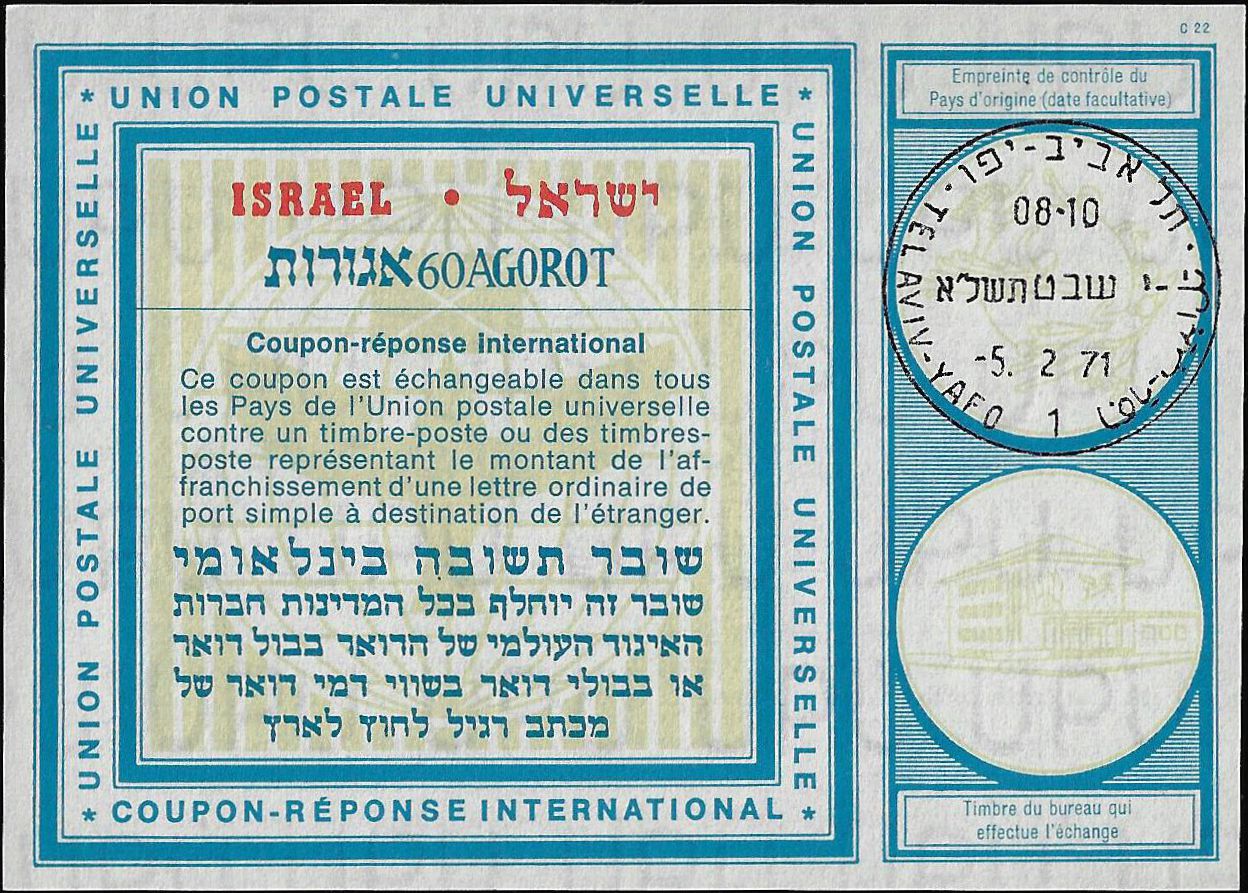 C 22
* UNION POSTALE UNIVERSELLE *
UNION POSTALE UNIVERSELLE
UNION POSTALE UNIVERSELLE
ISRAEL • ישראל
אגורות 60 AGOROT
Coupon-réponse international
Ce coupon est échangeable dans tous
les Pays de l'Union postale universelle
contre un timbre-poste ou des timbres-
poste représentant le montant de l'af-
franchissement d'une lettre ordinaire de
port simple à destination de l'étranger.
שובר תשובה בינלאומי
שובר זה יוחלף בכל המדינות חברות
האיגוד העולמי של הדואר בבול דואר
או בבולי דואר בשווי דמי דואר של
מכתב רגיל לחוץ לארץ
* COUPON-RÉPONSE INTERNATIONAL *
Empreinte de contrôle du
Pays d'origine (date facultative)
תל אביב-יפו
08-10
י- שבט תשל"א
-5. 2 71
TEL AVIV-YAFO 1
Timbre du bureau qui
effectue l'échange